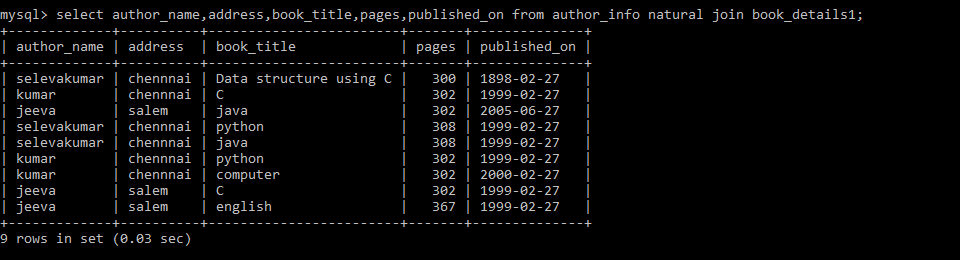 mysql> select author_name,address,book_title,pages,published_on from author_info natural join book_details1;
+-------------+----------+------------------------+-------+--------------+
| author_name | address  | book_title             | pages | published_on |
+-------------+----------+------------------------+-------+--------------+
| selevakumar | chennnai | Data structure using C |   300 | 1898-02-27   |
| kumar       | chennnai | C                      |   302 | 1999-02-27   |
| jeeva       | salem    | java                   |   302 | 2005-06-27   |
| selevakumar | chennnai | python                 |   308 | 1999-02-27   |
| selevakumar | chennnai | java                   |   308 | 1999-02-27   |
| kumar       | chennnai | python                 |   302 | 1999-02-27   |
| kumar       | chennnai | computer               |   302 | 2000-02-27   |
| jeeva       | salem    | C                      |   302 | 1999-02-27   |
| jeeva       | salem    | english                |   367 | 1999-02-27   |
+-------------+----------+------------------------+-------+--------------+
9 rows in set (0.03 sec)